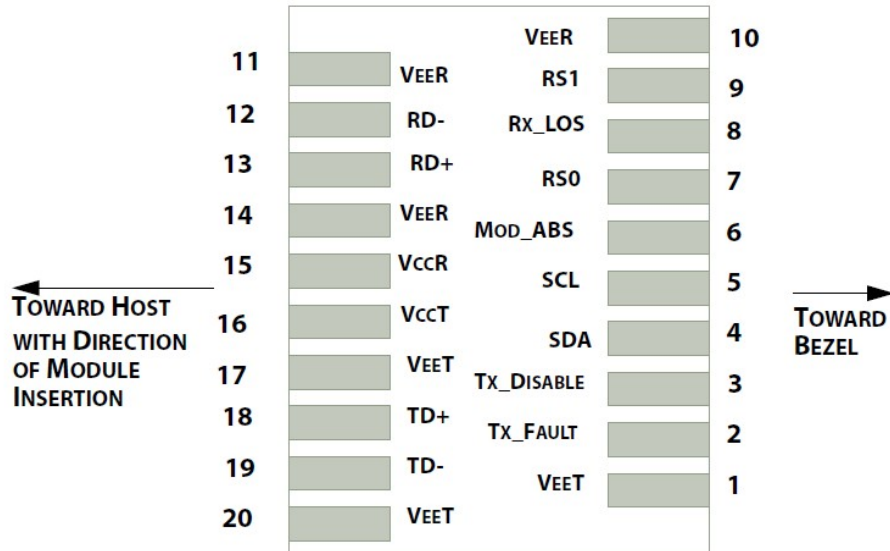 11 VEER
12 RD-
13 RD+
14 VEER
15 VCCR
16 VCCT
17 VEET
18 TD+
19 TD-
20 VEET
VEER 10
RS1 9
RX_LOS 8
RS0 7
MOD_ABS 6
SCL 5
SDA 4
TX_DISABLE 3
TX_FAULT 2
VEET 1
TOWARD HOST
WITH DIRECTION
OF MODULE
INSERTION
TOWARD
BEZEL